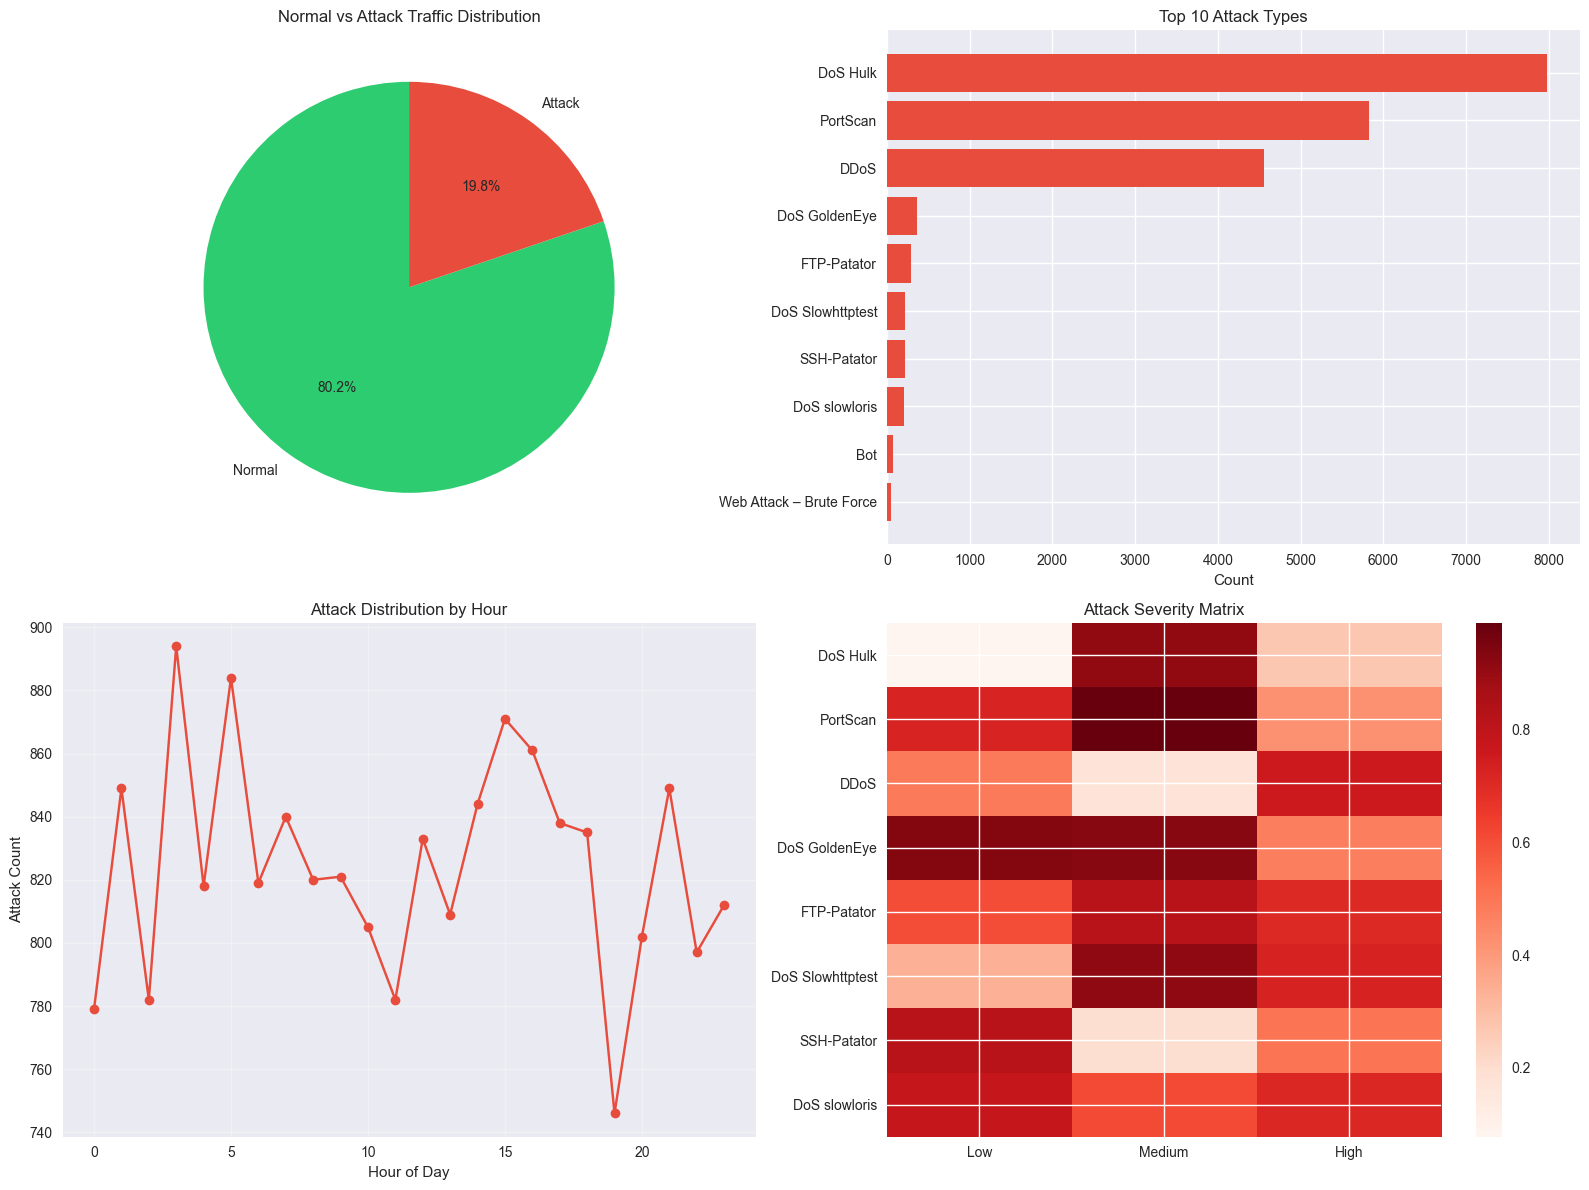 Normal vs Attack Traffic Distribution
Attack
19.8%
80.2%
Normal
Top 10 Attack Types
DoS Hulk
PortScan
DDoS
DoS GoldenEye
FTP-Patator
DoS Slowhttptest
SSH-Patator
DoS slowloris
Bot
Web Attack – Brute Force
0 1000 2000 3000 4000 5000 6000 7000 8000
Count
Attack Distribution by Hour
900
880
860
840
820
800
780
760
740
Attack Count
0 5 10 15 20
Hour of Day
Attack Severity Matrix
DoS Hulk
PortScan
DDoS
DoS GoldenEye
FTP-Patator
DoS Slowhttptest
SSH-Patator
DoS slowloris
Low Medium High
0.8
0.6
0.4
0.2